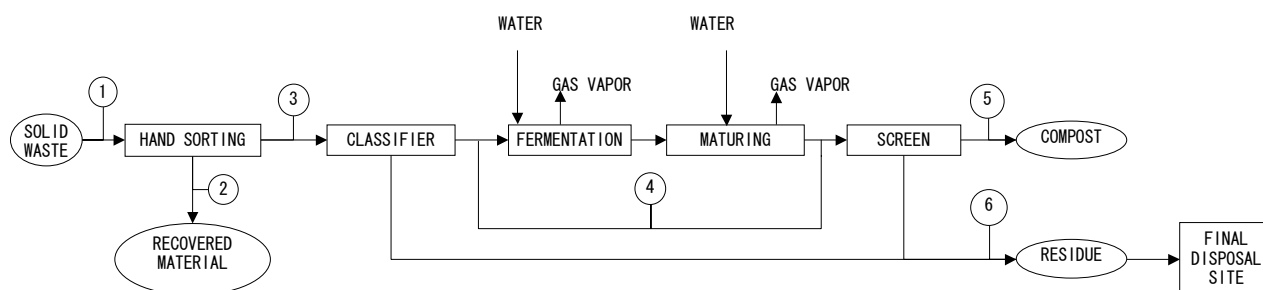 WATER
WATER
GAS VAPOR
GAS VAPOR
1
3
5
SOLID
WASTE
HAND SORTING
CLASSIFIER
FERMENTATION
MATURING
SCREEN
COMPOST
2
4
6
RECOVERED
MATERIAL
RESIDUE
FINAL
DISPOSAL
SITE